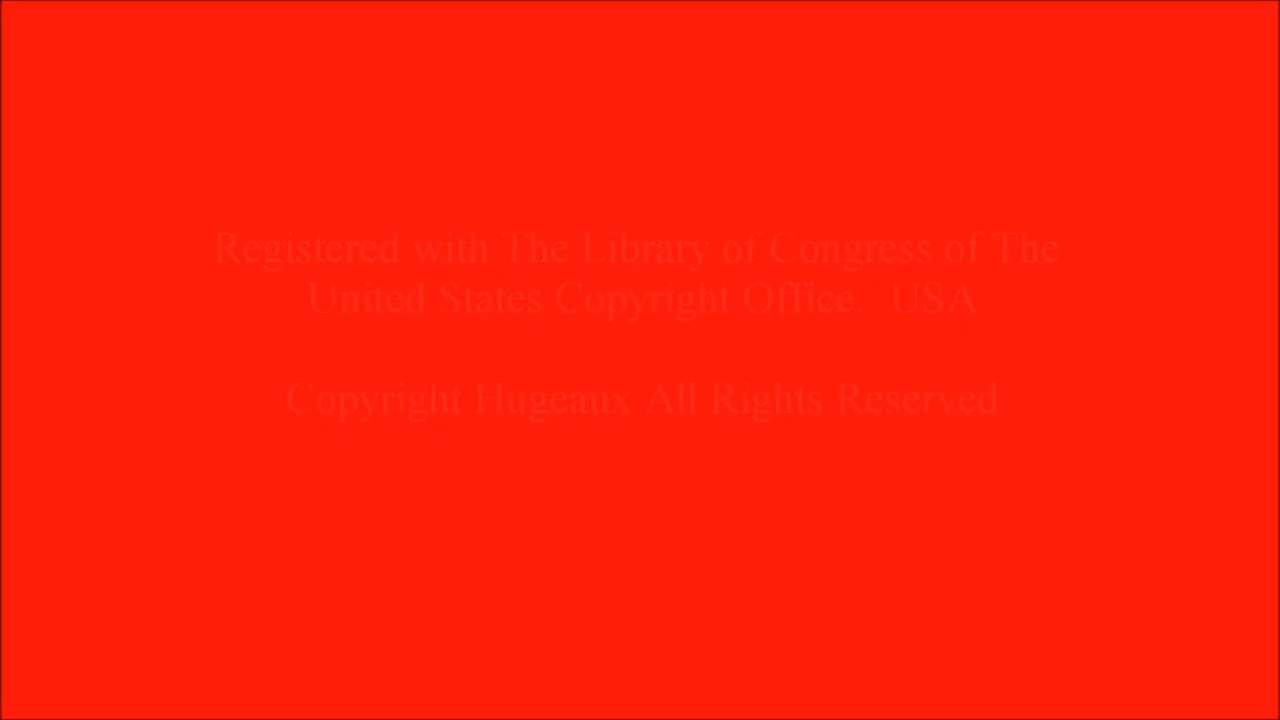 Registered with The Library of Congress of The
United States Copyright Office.  USA
Copyright Hugeaux All Rights Reserved